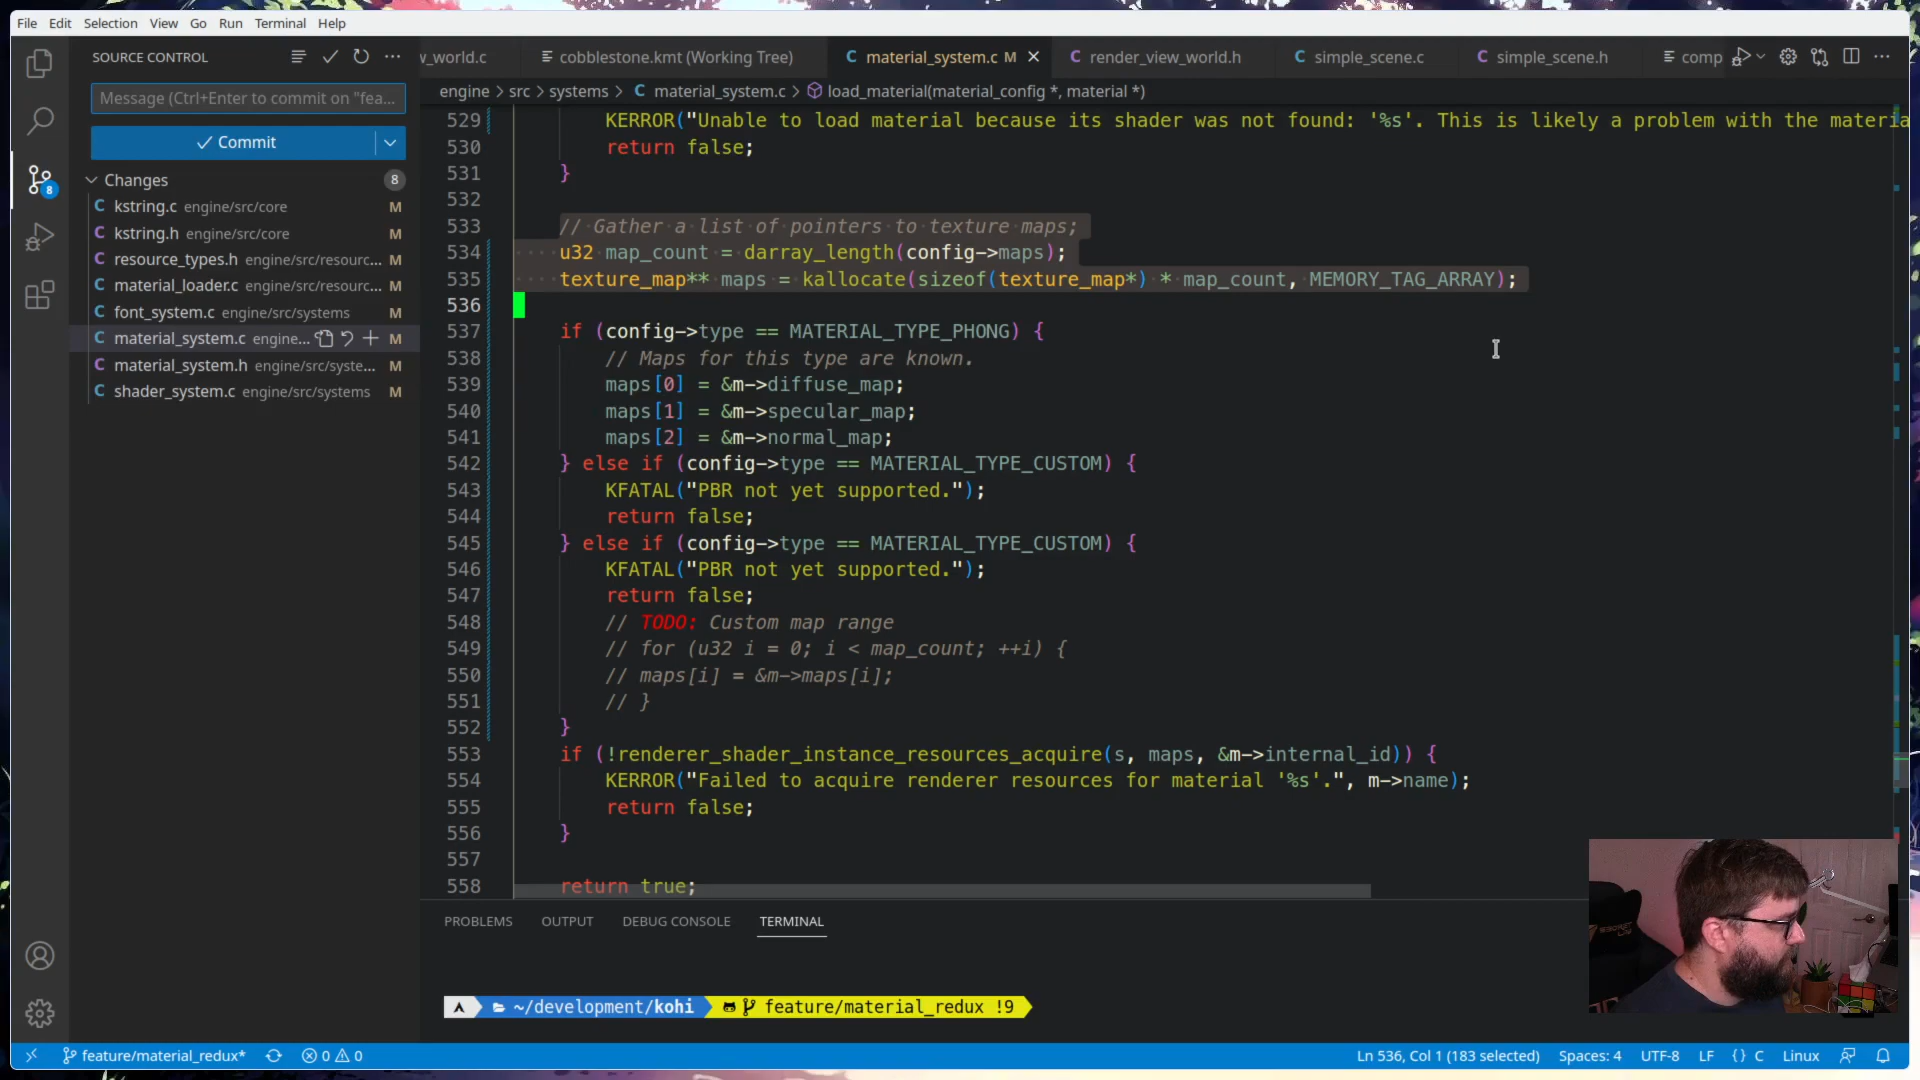 File Edit Selection View Go Run Terminal Help
SOURCE CONTROL
w_world.c cobblestone.kmt (Working Tree) C material_system.c M render_view_world.h C simple_scene.c simple_scene.h comp
engine > src > systems > C material_system.c > load_material(material_config *, material *)
Message (Ctrl+Enter to commit on "fea...
Commit
Changes 8
C kstring.c engine/src/core M
C kstring.h engine/src/core M
C resource_types.h engine/src/resourc... M
C material_loader.c engine/src/resourc... M
C font_system.c engine/src/systems M
C material_system.c engine... M
C material_system.h engine/src/syste... M
C shader_system.c engine/src/systems M
8
529 KERROR("Unable to load material because its shader was not found: '%s'. This is likely a problem with the materia
530 return false;
531 }
532
533 // Gather a list of pointers to texture maps;
534 u32 map_count = darray_length(config->maps);
535 texture_map** maps = kallocate(sizeof(texture_map*) * map_count, MEMORY_TAG_ARRAY);
536
537 if (config->type == MATERIAL_TYPE_PHONG) {
538 // Maps for this type are known.
539 maps[0] = &m->diffuse_map;
540 maps[1] = &m->specular_map;
541 maps[2] = &m->normal_map;
542 } else if (config->type == MATERIAL_TYPE_CUSTOM) {
543 KFATAL("PBR not yet supported.");
544 return false;
545 } else if (config->type == MATERIAL_TYPE_CUSTOM) {
546 KFATAL("PBR not yet supported.");
547 return false;
548 // TODO: Custom map range
549 // for (u32 i = 0; i < map_count; ++i) {
550 // maps[i] = &m->maps[i];
551 // }
552 }
553 if (!renderer_shader_instance_resources_acquire(s, maps, &m->internal_id)) {
554 KERROR("Failed to acquire renderer resources for material '%s'.", m->name);
555 return false;
556 }
557
558 return true;
PROBLEMS OUTPUT DEBUG CONSOLE TERMINAL
~/development/kohi feature/material_redux !9
feature/material_redux* 0 0 Ln 536, Col 1 (183 selected) Spaces: 4 UTF-8 LF {} C Linux